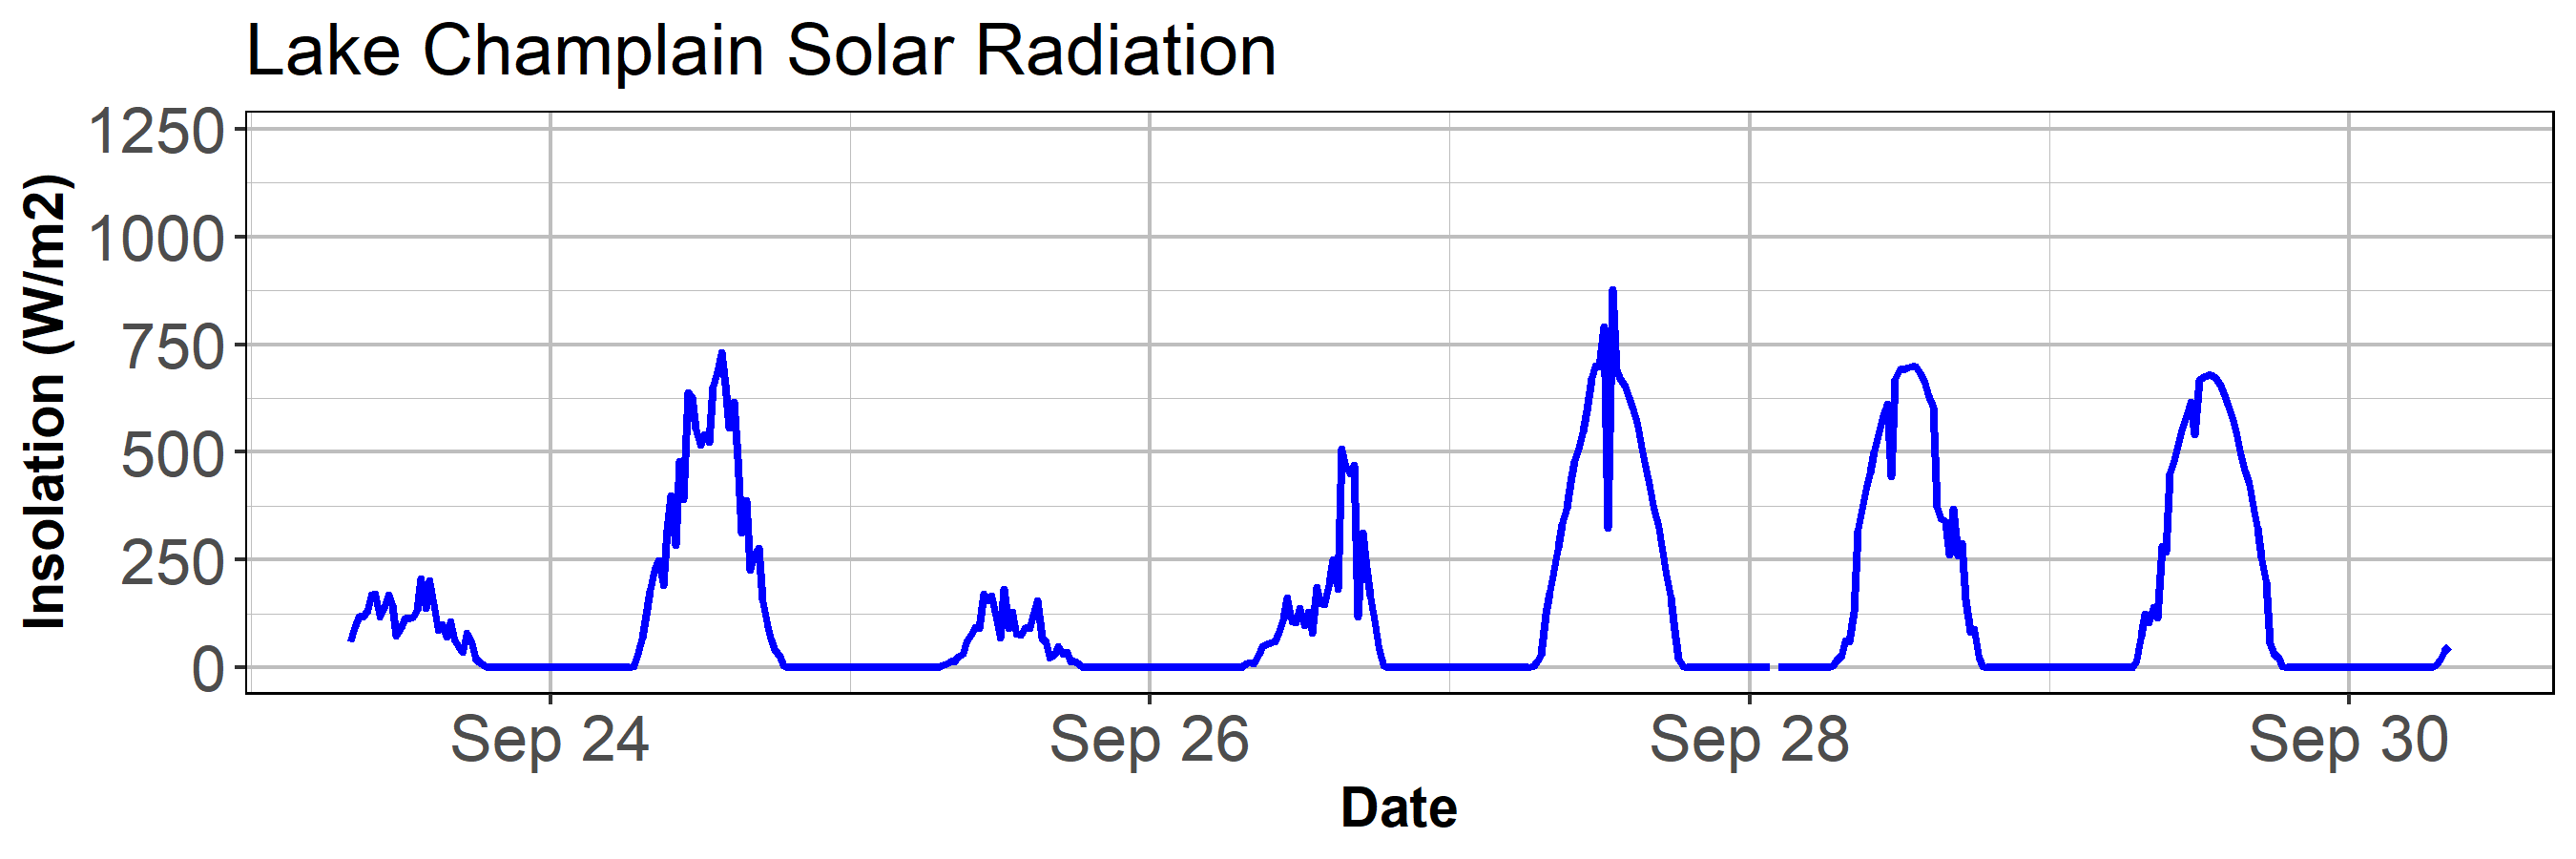 Lake Champlain Solar Radiation
Insolation (W/m2)
1250
1000
750
500
250
0
Sep 24 Sep 26 Sep 28 Sep 30
Date